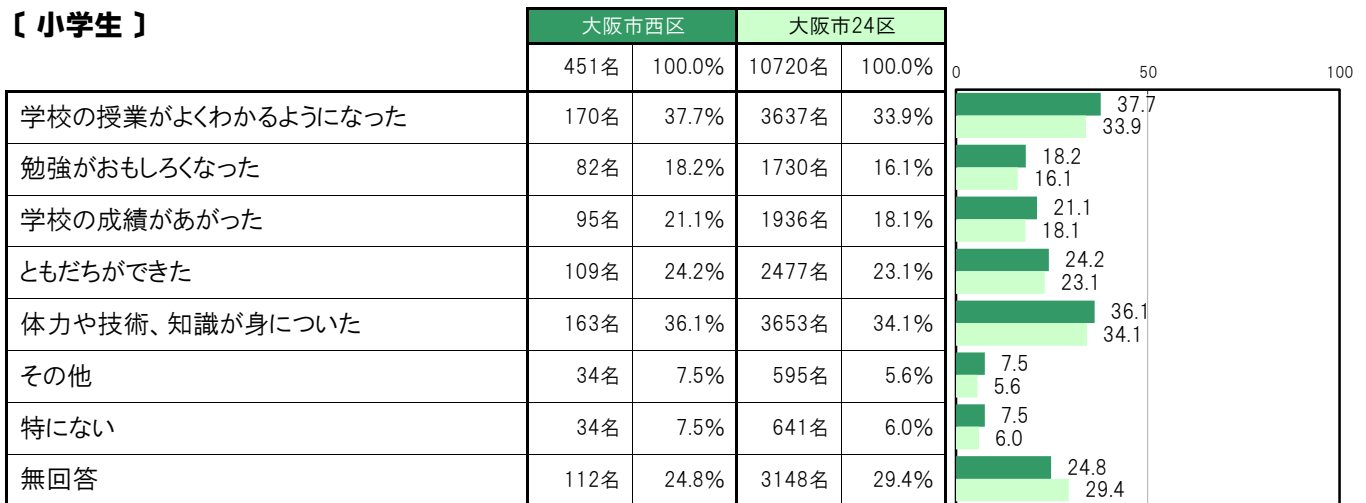 〔 小学生 〕
大阪市西区 大阪市24区
451名 100.0% 10720名 100.0%
0 50 100
学校の授業がよくわかるようになった 170名 37.7% 3637名 33.9% 37.7
33.9
勉強がおもしろくなった 82名 18.2% 1730名 16.1% 18.2
16.1
学校の成績があがった 95名 21.1% 1936名 18.1% 21.1
18.1
ともだちができた 109名 24.2% 2477名 23.1% 24.2
23.1
体力や技術、知識が身についた 163名 36.1% 3653名 34.1% 36.1
34.1
その他 34名 7.5% 595名 5.6% 7.5
5.6
特にない 34名 7.5% 641名 6.0% 7.5
6.0
無回答 112名 24.8% 3148名 29.4% 24.8
29.4